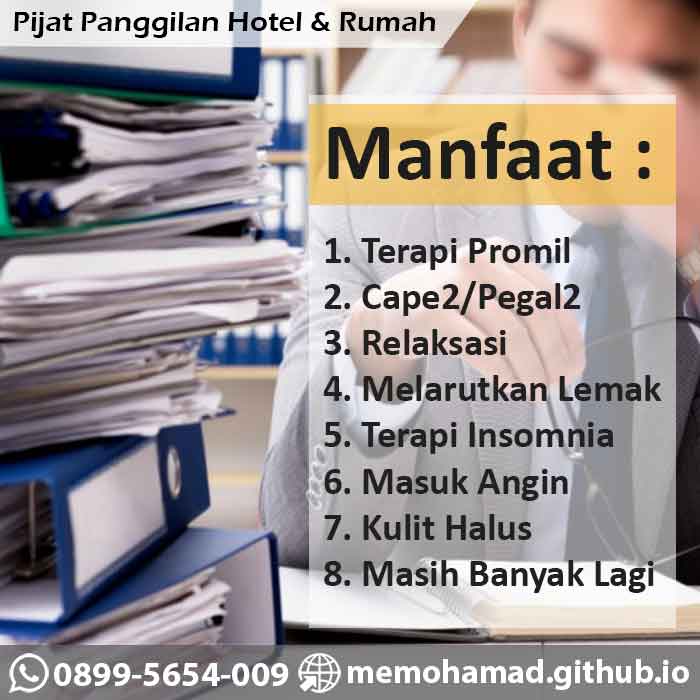 Pijat Panggilan Hotel & Rumah
Manfaat :
1. Terapi Promil
2. Cape2/Pegal2
3. Relaksasi
4. Melarutkan Lemak
5. Terapi Insomnia
6. Masuk Angin
7. Kulit Halus
8. Masih Banyak Lagi
0899-5654-009 memohamad.github.io